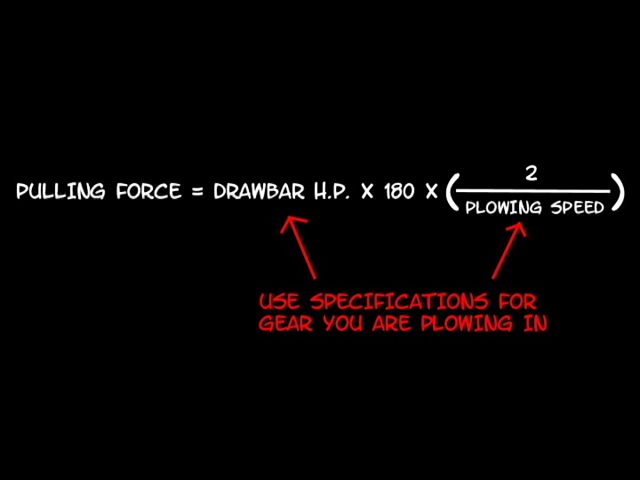 PULLING FORCE = DRAWBAR H.P. X 180 X (2 / PLOWING SPEED)
USE SPECIFICATIONS FOR
GEAR YOU ARE PLOWING IN